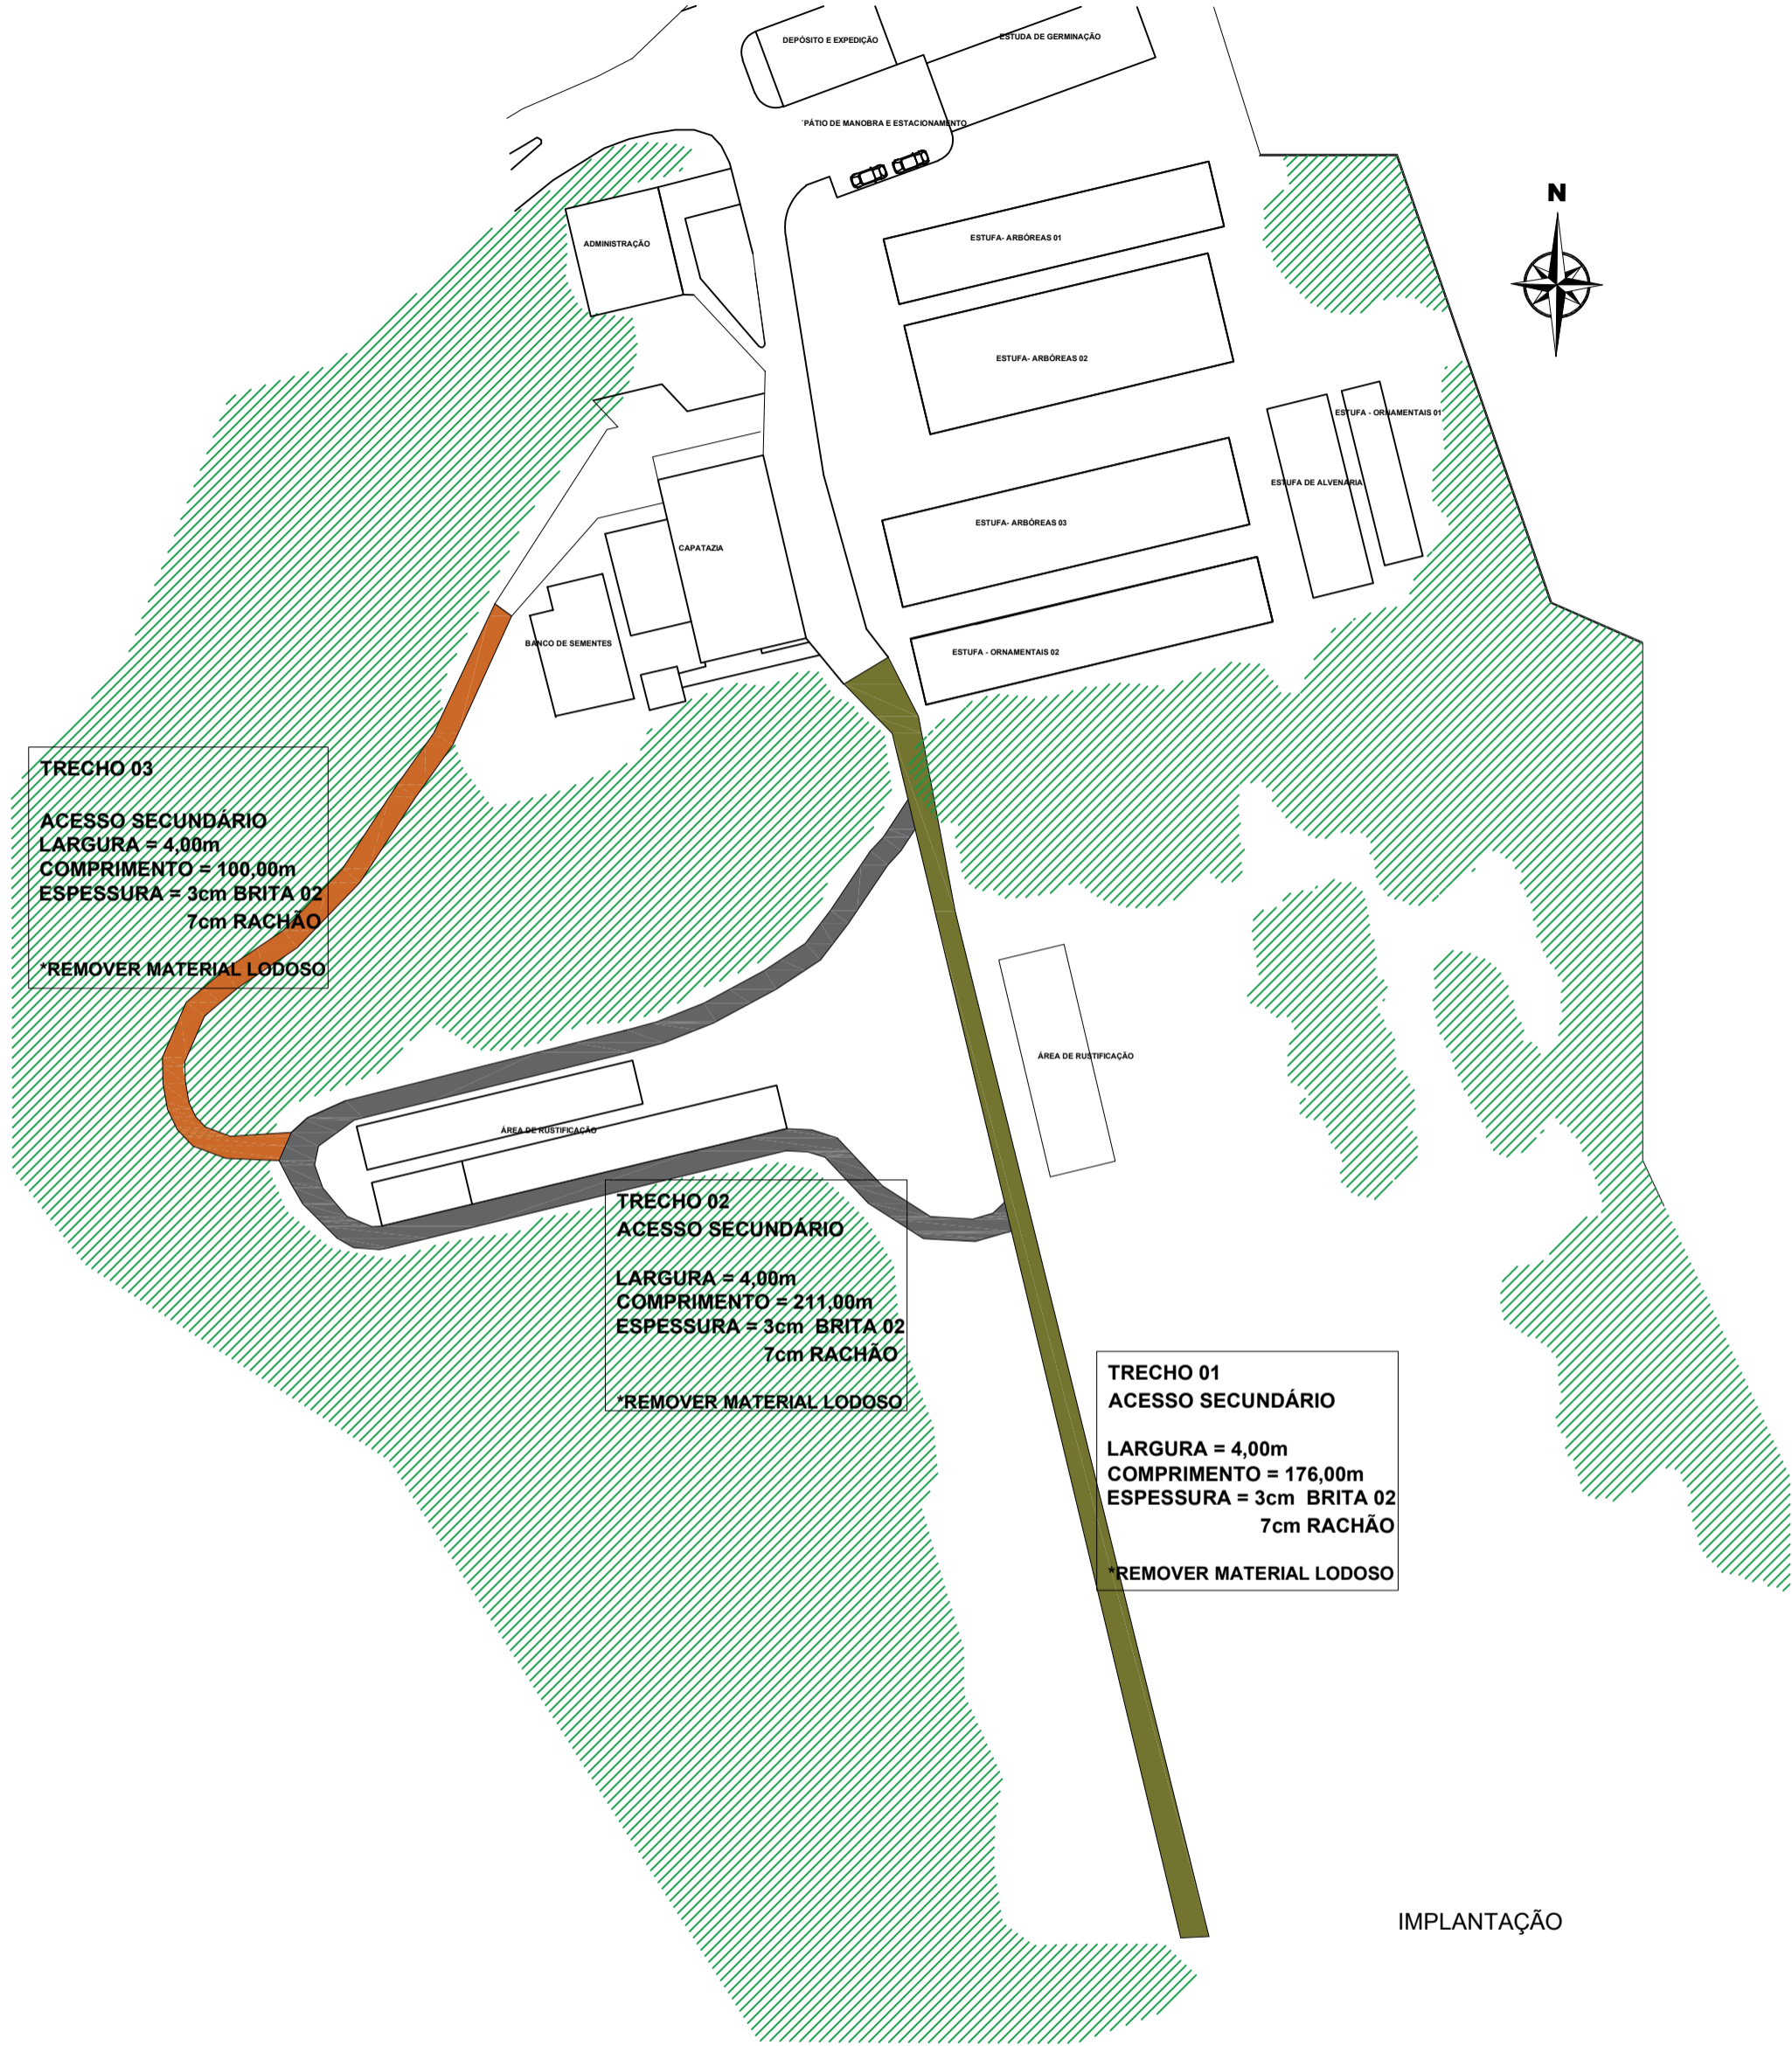 DEPÓSITO E EXPEDIÇÃO
ESTUDA DE GERMINAÇÃO
´PÁTIO DE MANOBRA E ESTACIONAMENTO
N
ADMINISTRAÇÃO
ESTUFA- ARBÓREAS 01
ESTUFA- ARBÓREAS 02
ESTUFA - ORNAMENTAIS 01
ESTUFA DE ALVENARIA
ESTUFA- ARBÓREAS 03
CAPATAZIA
BANCO DE SEMENTES
ESTUFA - ORNAMENTAIS 02
TRECHO 03
ACESSO SECUNDÁRIO
LARGURA = 4,00m
COMPRIMENTO = 100,00m
ESPESSURA = 3cm BRITA 02
7cm RACHÃO
*REMOVER MATERIAL LODOSO
ÁREA DE RUSTIFICAÇÃO
ÁREA DE RUSTIFICAÇÃO
TRECHO 02
ACESSO SECUNDÁRIO
LARGURA = 4,00m
COMPRIMENTO = 211,00m
ESPESSURA = 3cm  BRITA 02
7cm RACHÃO
*REMOVER MATERIAL LODOSO
TRECHO 01
ACESSO SECUNDÁRIO
LARGURA = 4,00m
COMPRIMENTO = 176,00m
ESPESSURA = 3cm  BRITA 02
7cm RACHÃO
*REMOVER MATERIAL LODOSO
IMPLANTAÇÃO